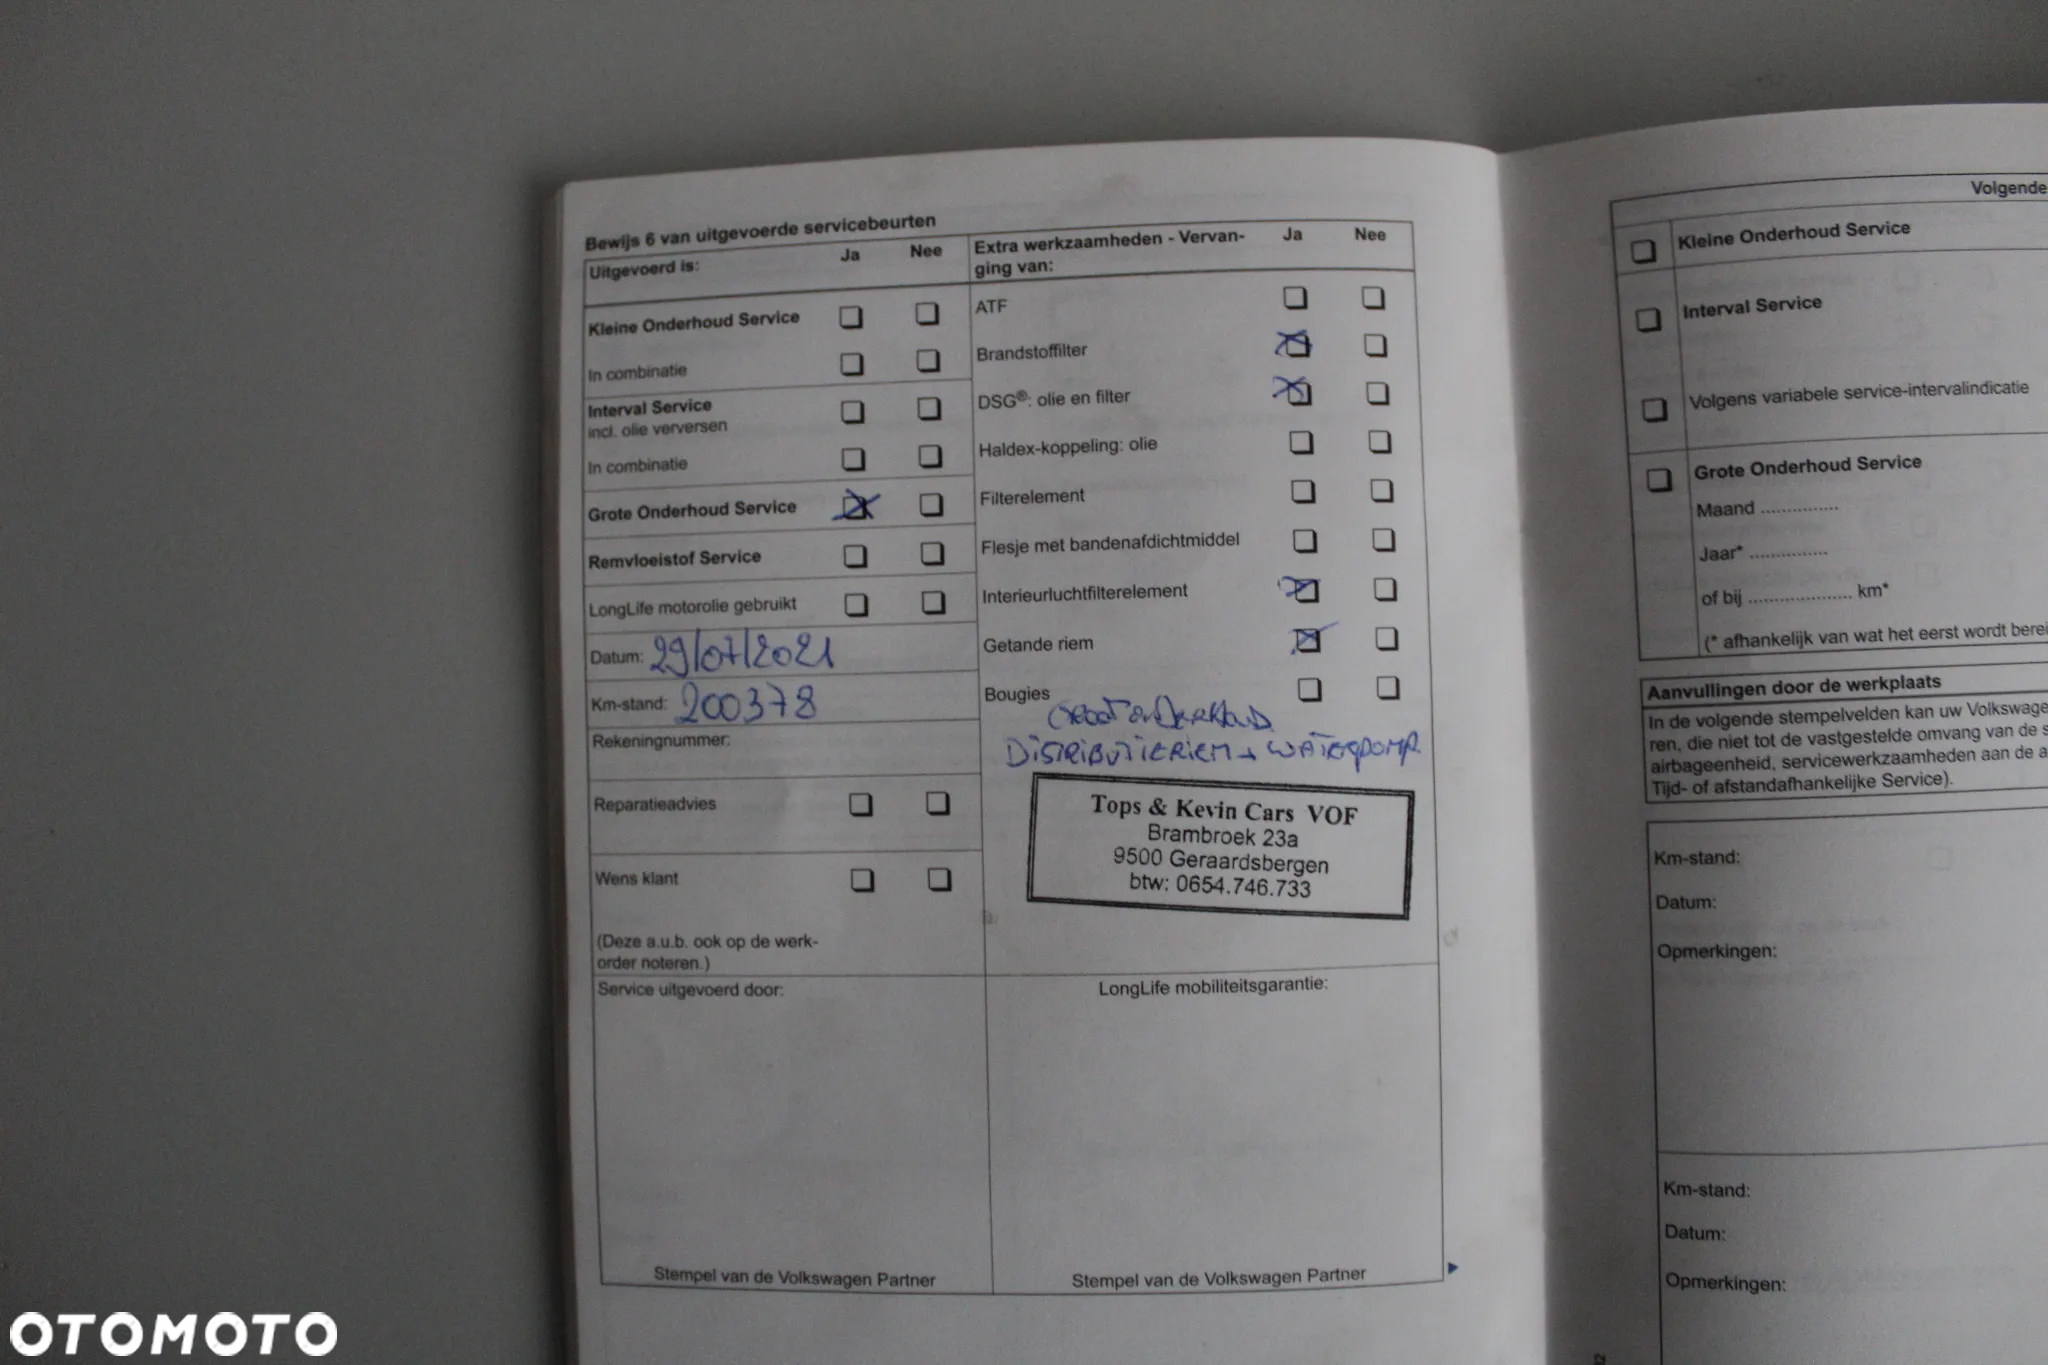 Bewijs 6 van uitgevoerde servicebeurten
Uitgevoerd is: Ja Nee
Kleine Onderhoud Service
In combinatie
Interval Service
incl. olie verversen
In combinatie
Grote Onderhoud Service
Remvloeistof Service
LongLife motorolie gebruikt
Datum: 29/07/2021
Km-stand: 200378
Rekeningnummer:
Reparatieadvies
Wens klant
(Deze a.u.b. ook op de werk-
order noteren.)
Service uitgevoerd door:
Stempel van de Volkswagen Partner
Extra werkzaamheden - Vervan-
ging van: Ja Nee
ATF
Brandstoffilter
DSG®: olie en filter
Haldex-koppeling: olie
Filterelement
Flesje met bandenafdichtmiddel
Interieurluchtfilterelement
Getande riem
Bougies
DISTRIBUTIERIEM + WATERPOMP.
Tops & Kevin Cars VOF
Brambroek 23a
9500 Geraardsbergen
btw: 0654.746.733
LongLife mobiliteitsgarantie:
Stempel van de Volkswagen Partner
Volgende
Kleine Onderhoud Service
Interval Service
Volgens variabele service-intervalindicatie
Grote Onderhoud Service
Maand ...............
Jaar* ...............
of bij .................... km*
(* afhankelijk van wat het eerst wordt berei
Aanvullingen door de werkplaats
In de volgende stempelvelden kan uw Volkswage
ren, die niet tot de vastgestelde omvang van de s
airbageenheid, servicewerkzaamheden aan de a
Tijd- of afstandafhankelijke Service).
Km-stand:
Datum:
Opmerkingen:
Km-stand:
Datum:
Opmerkingen:
OTOMOTO